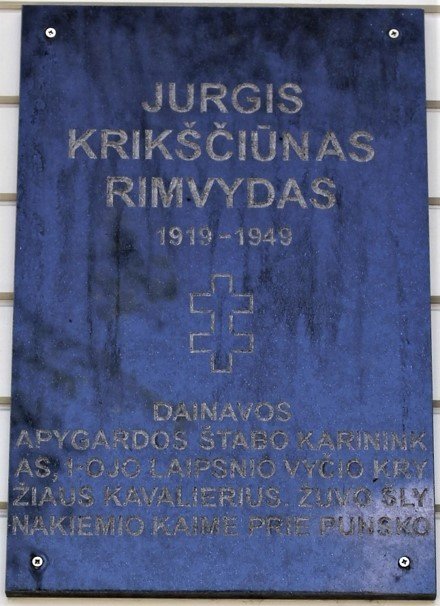 JURGIS
KRIKŠČIŪNAS
RIMVYDAS
1919-1949
DAINAVOS
APYGARDOS ŠTABO KARININK
AS, I-OJO LAIPSNIO VYČIO KRY
ŽIAUS KAVALIERIUS. ŽUVO ŠLY
NAKIEMIO KAIME PRIE PUNSKO